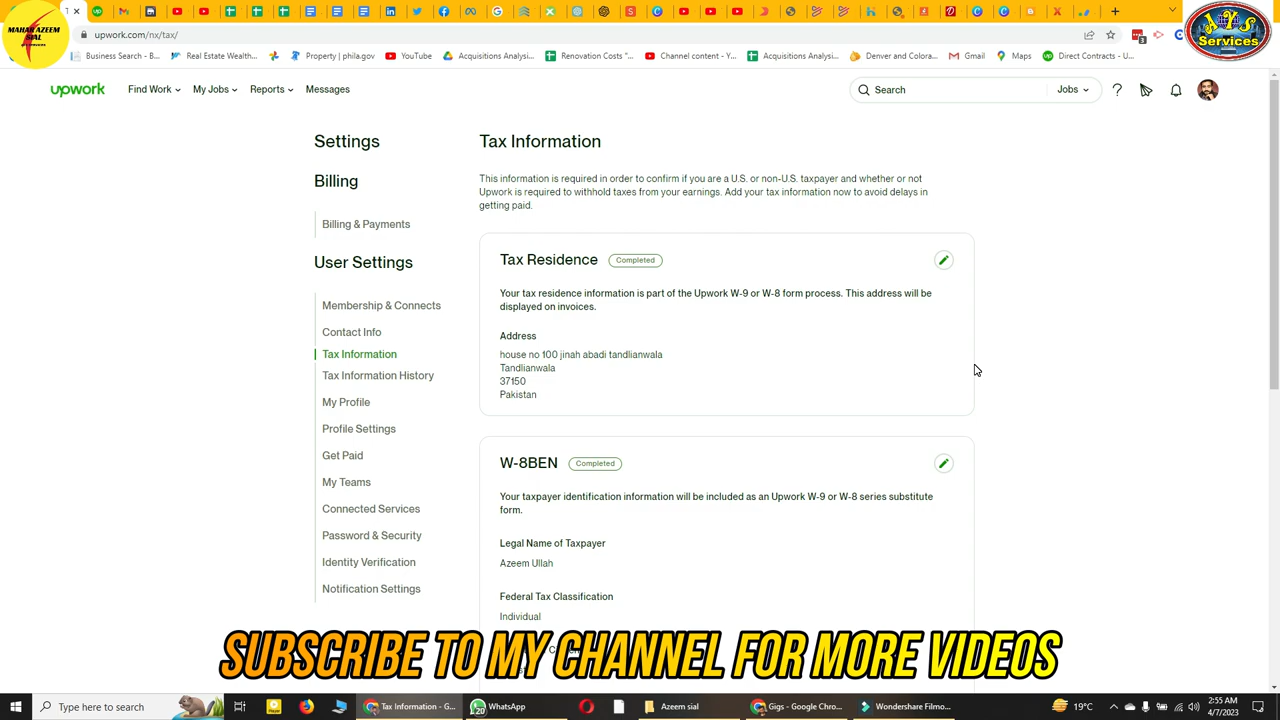 MAHAR AZEEM
SIAL
upwork.com/nx/tax/
AYS
Services
Business Search - B...
Real Estate Wealth...
Property | phila.gov
YouTube
Acquisitions Analysi...
Renovation Costs "...
Channel content - Y...
Acquisitions Analysi...
Denver and Colora...
Gmail
Maps
Direct Contracts - U...
upwork
Find Work
My Jobs
Reports
Messages
Search
Jobs
Settings
Billing
Billing & Payments
User Settings
Membership & Connects
Contact Info
Tax Information
Tax Information History
My Profile
Profile Settings
Get Paid
My Teams
Connected Services
Password & Security
Identity Verification
Notification Settings
Tax Information
This information is required in order to confirm if you are a U.S. or non-U.S. taxpayer and whether or not
Upwork is required to withhold taxes from your earnings. Add your tax information now to avoid delays in
getting paid.
Tax Residence Completed
Your tax residence information is part of the Upwork W-9 or W-8 form process. This address will be
displayed on invoices.
Address
house no 100 jinah abadi tandlianwala
Tandlianwala
37150
Pakistan
W-8BEN Completed
Your taxpayer identification information will be included as an Upwork W-9 or W-8 series substitute
form.
Legal Name of Taxpayer
Azeem Ullah
Federal Tax Classification
Individual
SUBSCRIBE TO MY CHANNEL FOR MORE VIDEOS
Type here to search
Tax Information - G...
20
WhatsApp
Azeem sial
Gigs - Google Chro...
Wondershare Filmo...
19°C
2:55 AM
4/7/2023